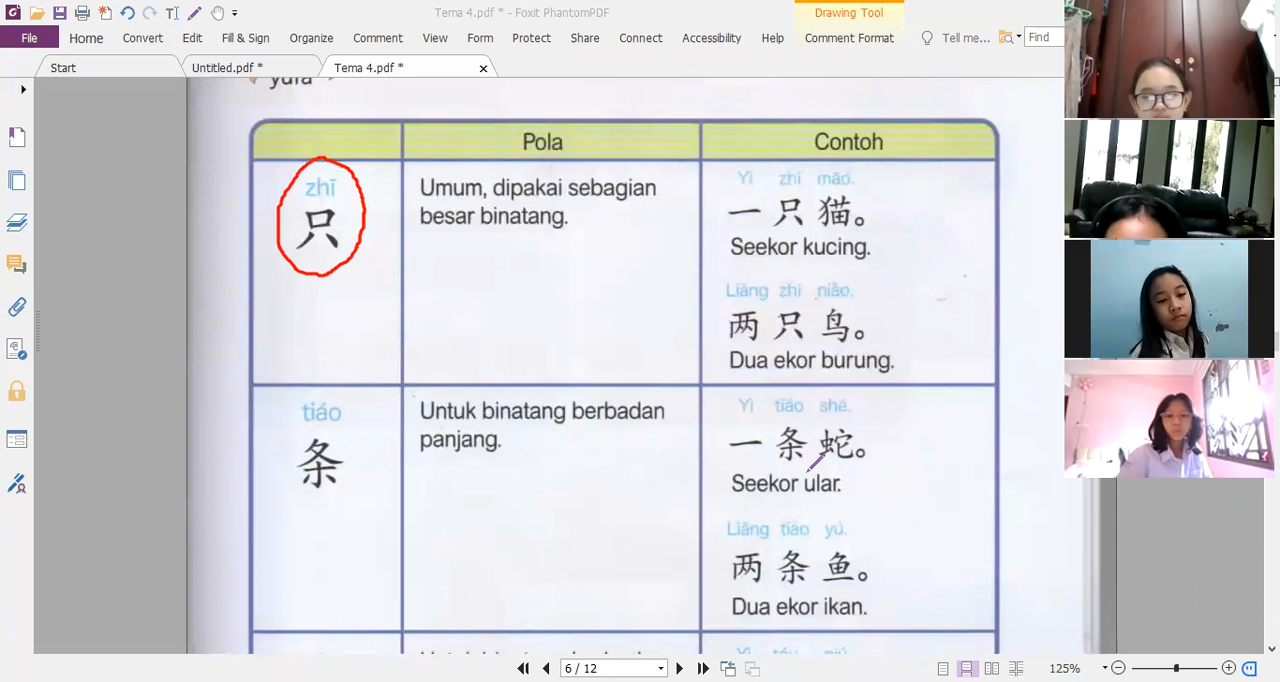 Tema 4.pdf * - Foxit PhantomPDF
Drawing Tool
File Home Convert Edit Fill & Sign Organize Comment View Form Protect Share Connect Accessibility Help Comment Format Tell me... Find
Start Untitled.pdf * Tema 4.pdf *
yǔfǎ
Pola Contoh
zhī
只
Umum, dipakai sebagian
besar binatang.
Yì zhī māo.
一只猫。
Seekor kucing.
Liǎng zhī niǎo.
两只鸟。
Dua ekor burung.
tiáo
条
Untuk binatang berbadan
panjang.
Yì tiáo shé.
一条蛇。
Seekor ular.
Liǎng tiáo yú.
两条鱼。
Dua ekor ikan.
6 / 12
125%